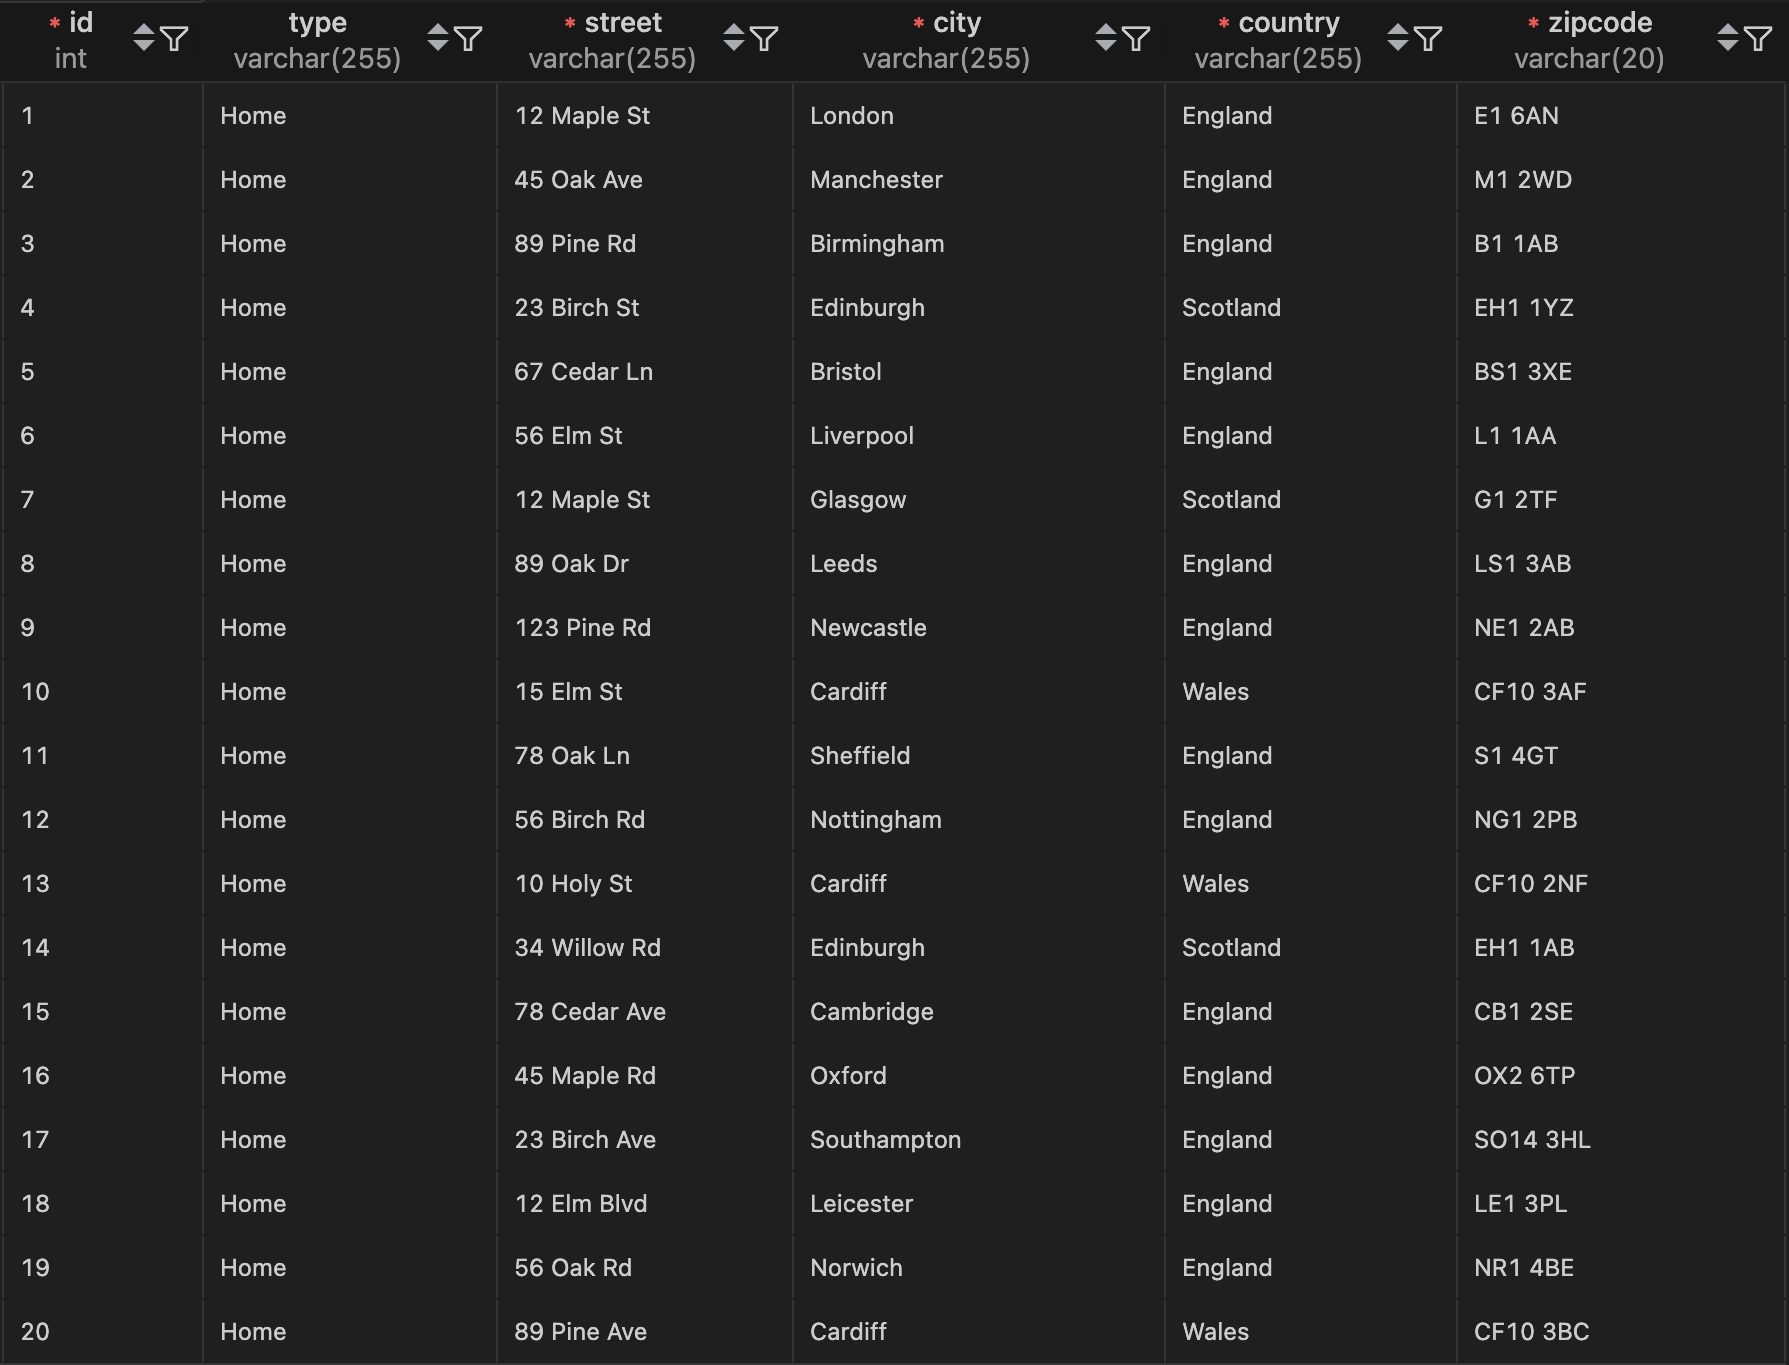 * id * type * street * city * country * zipcode
int varchar(255) varchar(255) varchar(255) varchar(255) varchar(20)
1 Home 12 Maple St London England E1 6AN
2 Home 45 Oak Ave Manchester England M1 2WD
3 Home 89 Pine Rd Birmingham England B1 1AB
4 Home 23 Birch St Edinburgh Scotland EH1 1YZ
5 Home 67 Cedar Ln Bristol England BS1 3XE
6 Home 56 Elm St Liverpool England L1 1AA
7 Home 12 Maple St Glasgow Scotland G1 2TF
8 Home 89 Oak Dr Leeds England LS1 3AB
9 Home 123 Pine Rd Newcastle England NE1 2AB
10 Home 15 Elm St Cardiff Wales CF10 3AF
11 Home 78 Oak Ln Sheffield England S1 4GT
12 Home 56 Birch Rd Nottingham England NG1 2PB
13 Home 10 Holy St Cardiff Wales CF10 2NF
14 Home 34 Willow Rd Edinburgh Scotland EH1 1AB
15 Home 78 Cedar Ave Cambridge England CB1 2SE
16 Home 45 Maple Rd Oxford England OX2 6TP
17 Home 23 Birch Ave Southampton England SO14 3HL
18 Home 12 Elm Blvd Leicester England LE1 3PL
19 Home 56 Oak Rd Norwich England NR1 4BE
20 Home 89 Pine Ave Cardiff Wales CF10 3BC